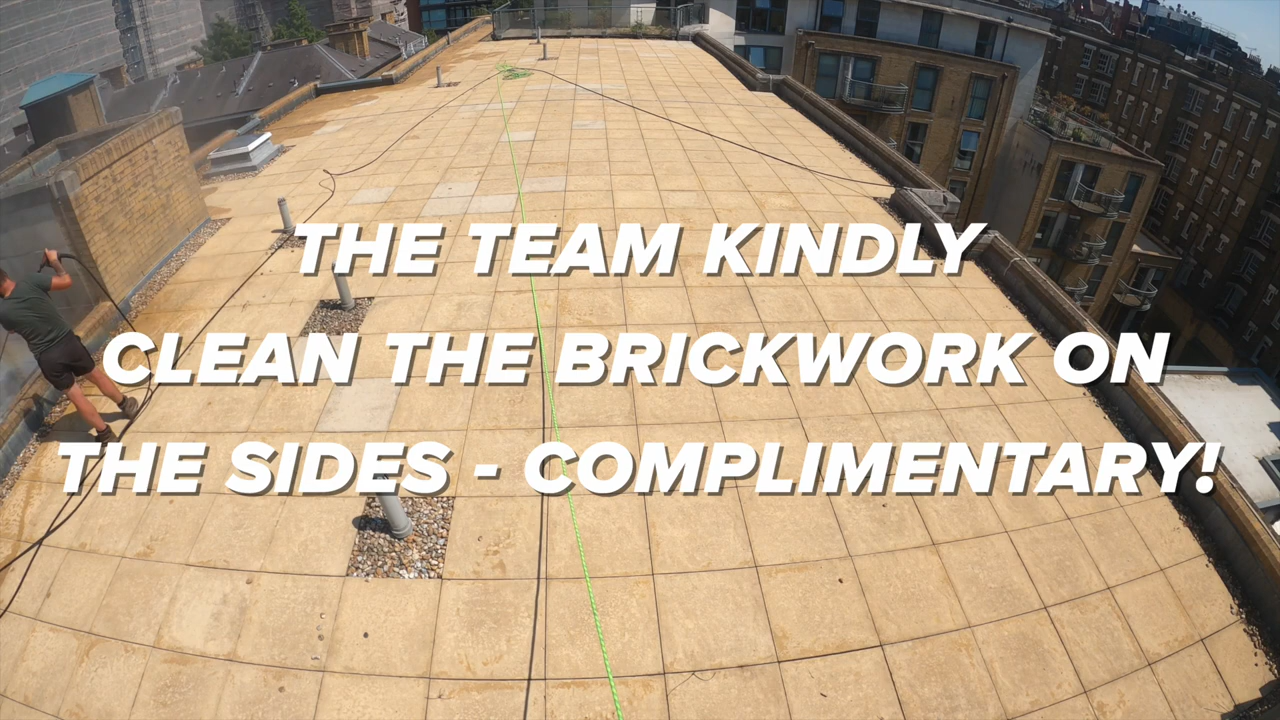 THE TEAM KINDLY
CLEAN THE BRICKWORK ON
THE SIDES - COMPLIMENTARY!